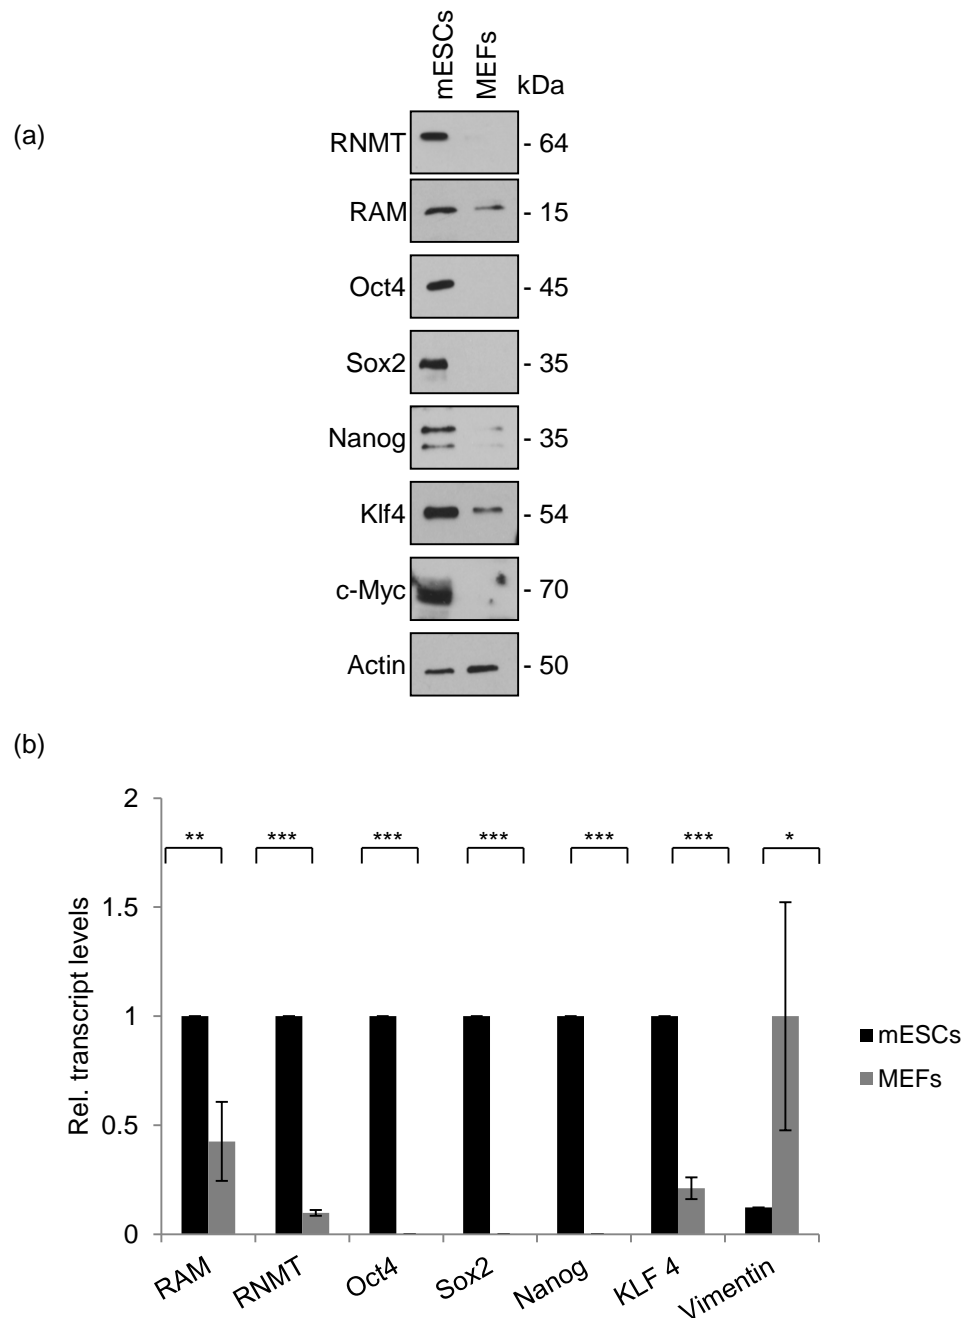 (a)
mESCs MEFs kDa
RNMT - 64
RAM - 15
Oct4 - 45
Sox2 - 35
Nanog - 35
Klf4 - 54
c-Myc - 70
Actin - 50
(b)
Rel. transcript levels
2
1.5
1
0.5
0
** *** *** *** *** *** *
mESCs
MEFs
RAM RNMT Oct4 Sox2 Nanog KLF 4 Vimentin